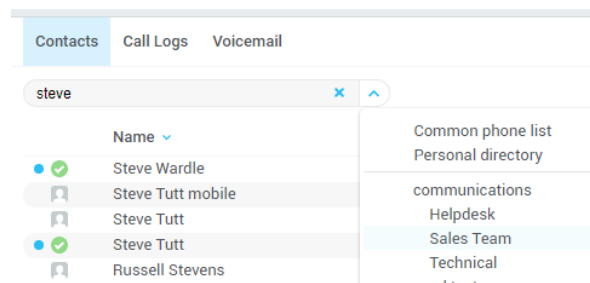 Contacts Call Logs Voicemail
steve
Name
Steve Wardle
Steve Tutt mobile
Steve Tutt
Steve Tutt
Russell Stevens
Common phone list
Personal directory
communications
Helpdesk
Sales Team
Technical